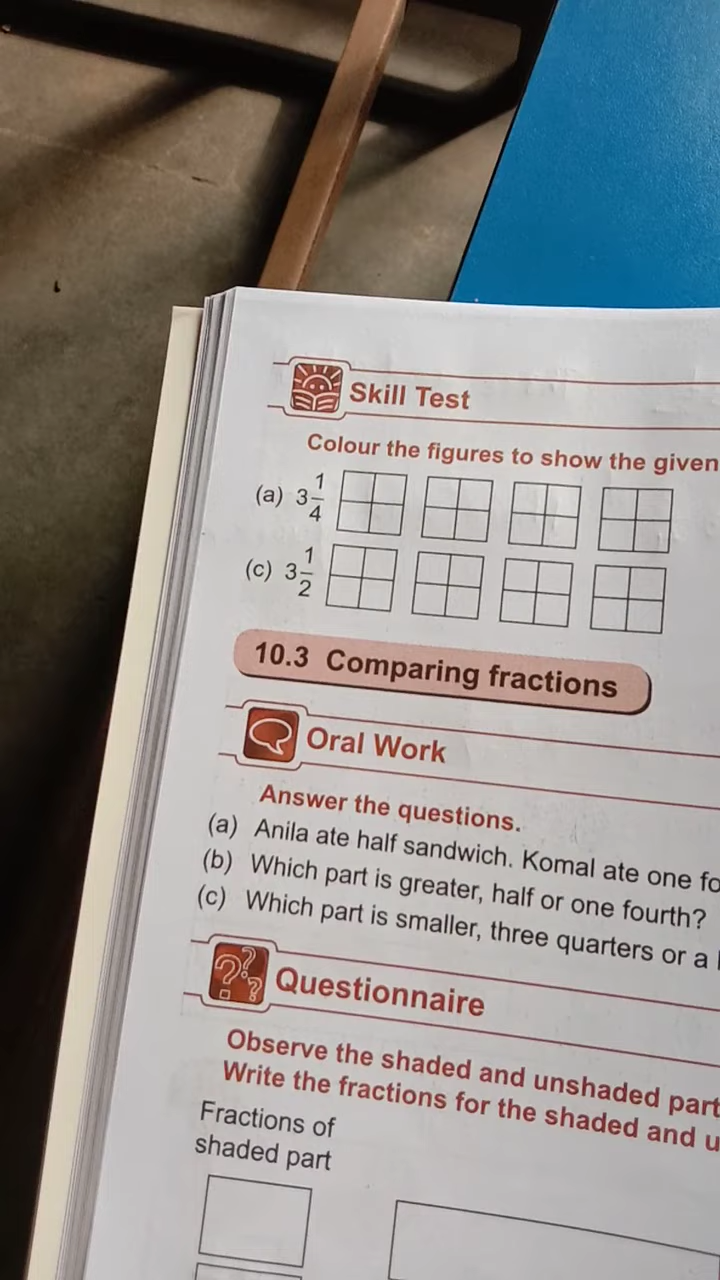 Skill Test
Colour the figures to show the given
(a) 3 1/4
(c) 3 1/2
10.3 Comparing fractions
Oral Work
Answer the questions.
(a) Anila ate half sandwich. Komal ate one fo
(b) Which part is greater, half or one fourth?
(c) Which part is smaller, three quarters or a
Questionnaire
Observe the shaded and unshaded part
Write the fractions for the shaded and u
Fractions of
shaded part